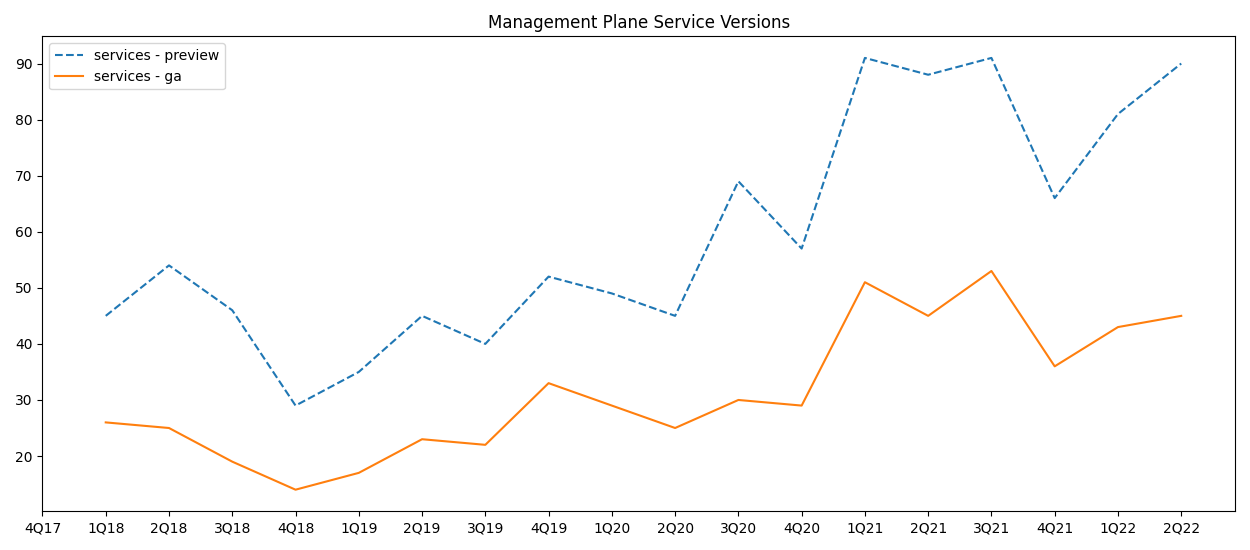 Management Plane Service Versions
services - preview
services - ga
90
80
70
60
50
40
30
20
4Q17 1Q18 2Q18 3Q18 4Q18 1Q19 2Q19 3Q19 4Q19 1Q20 2Q20 3Q20 4Q20 1Q21 2Q21 3Q21 4Q21 1Q22 2Q22